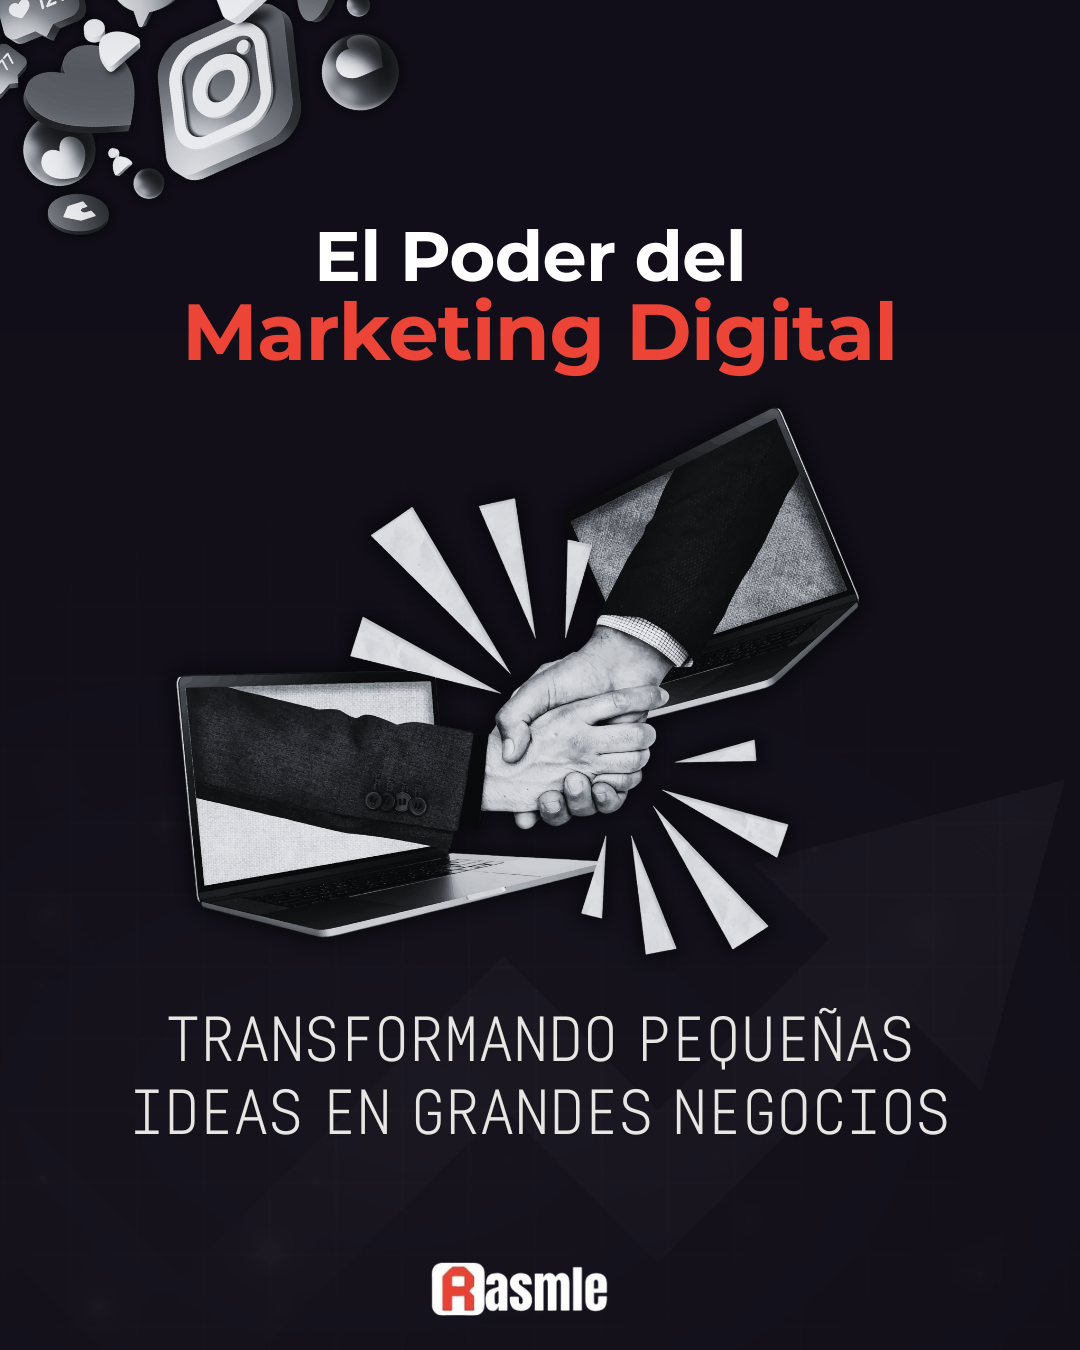 El Poder del
Marketing Digital
TRANSFORMANDO PEQUEÑAS
IDEAS EN GRANDES NEGOCIOS
Rasmle